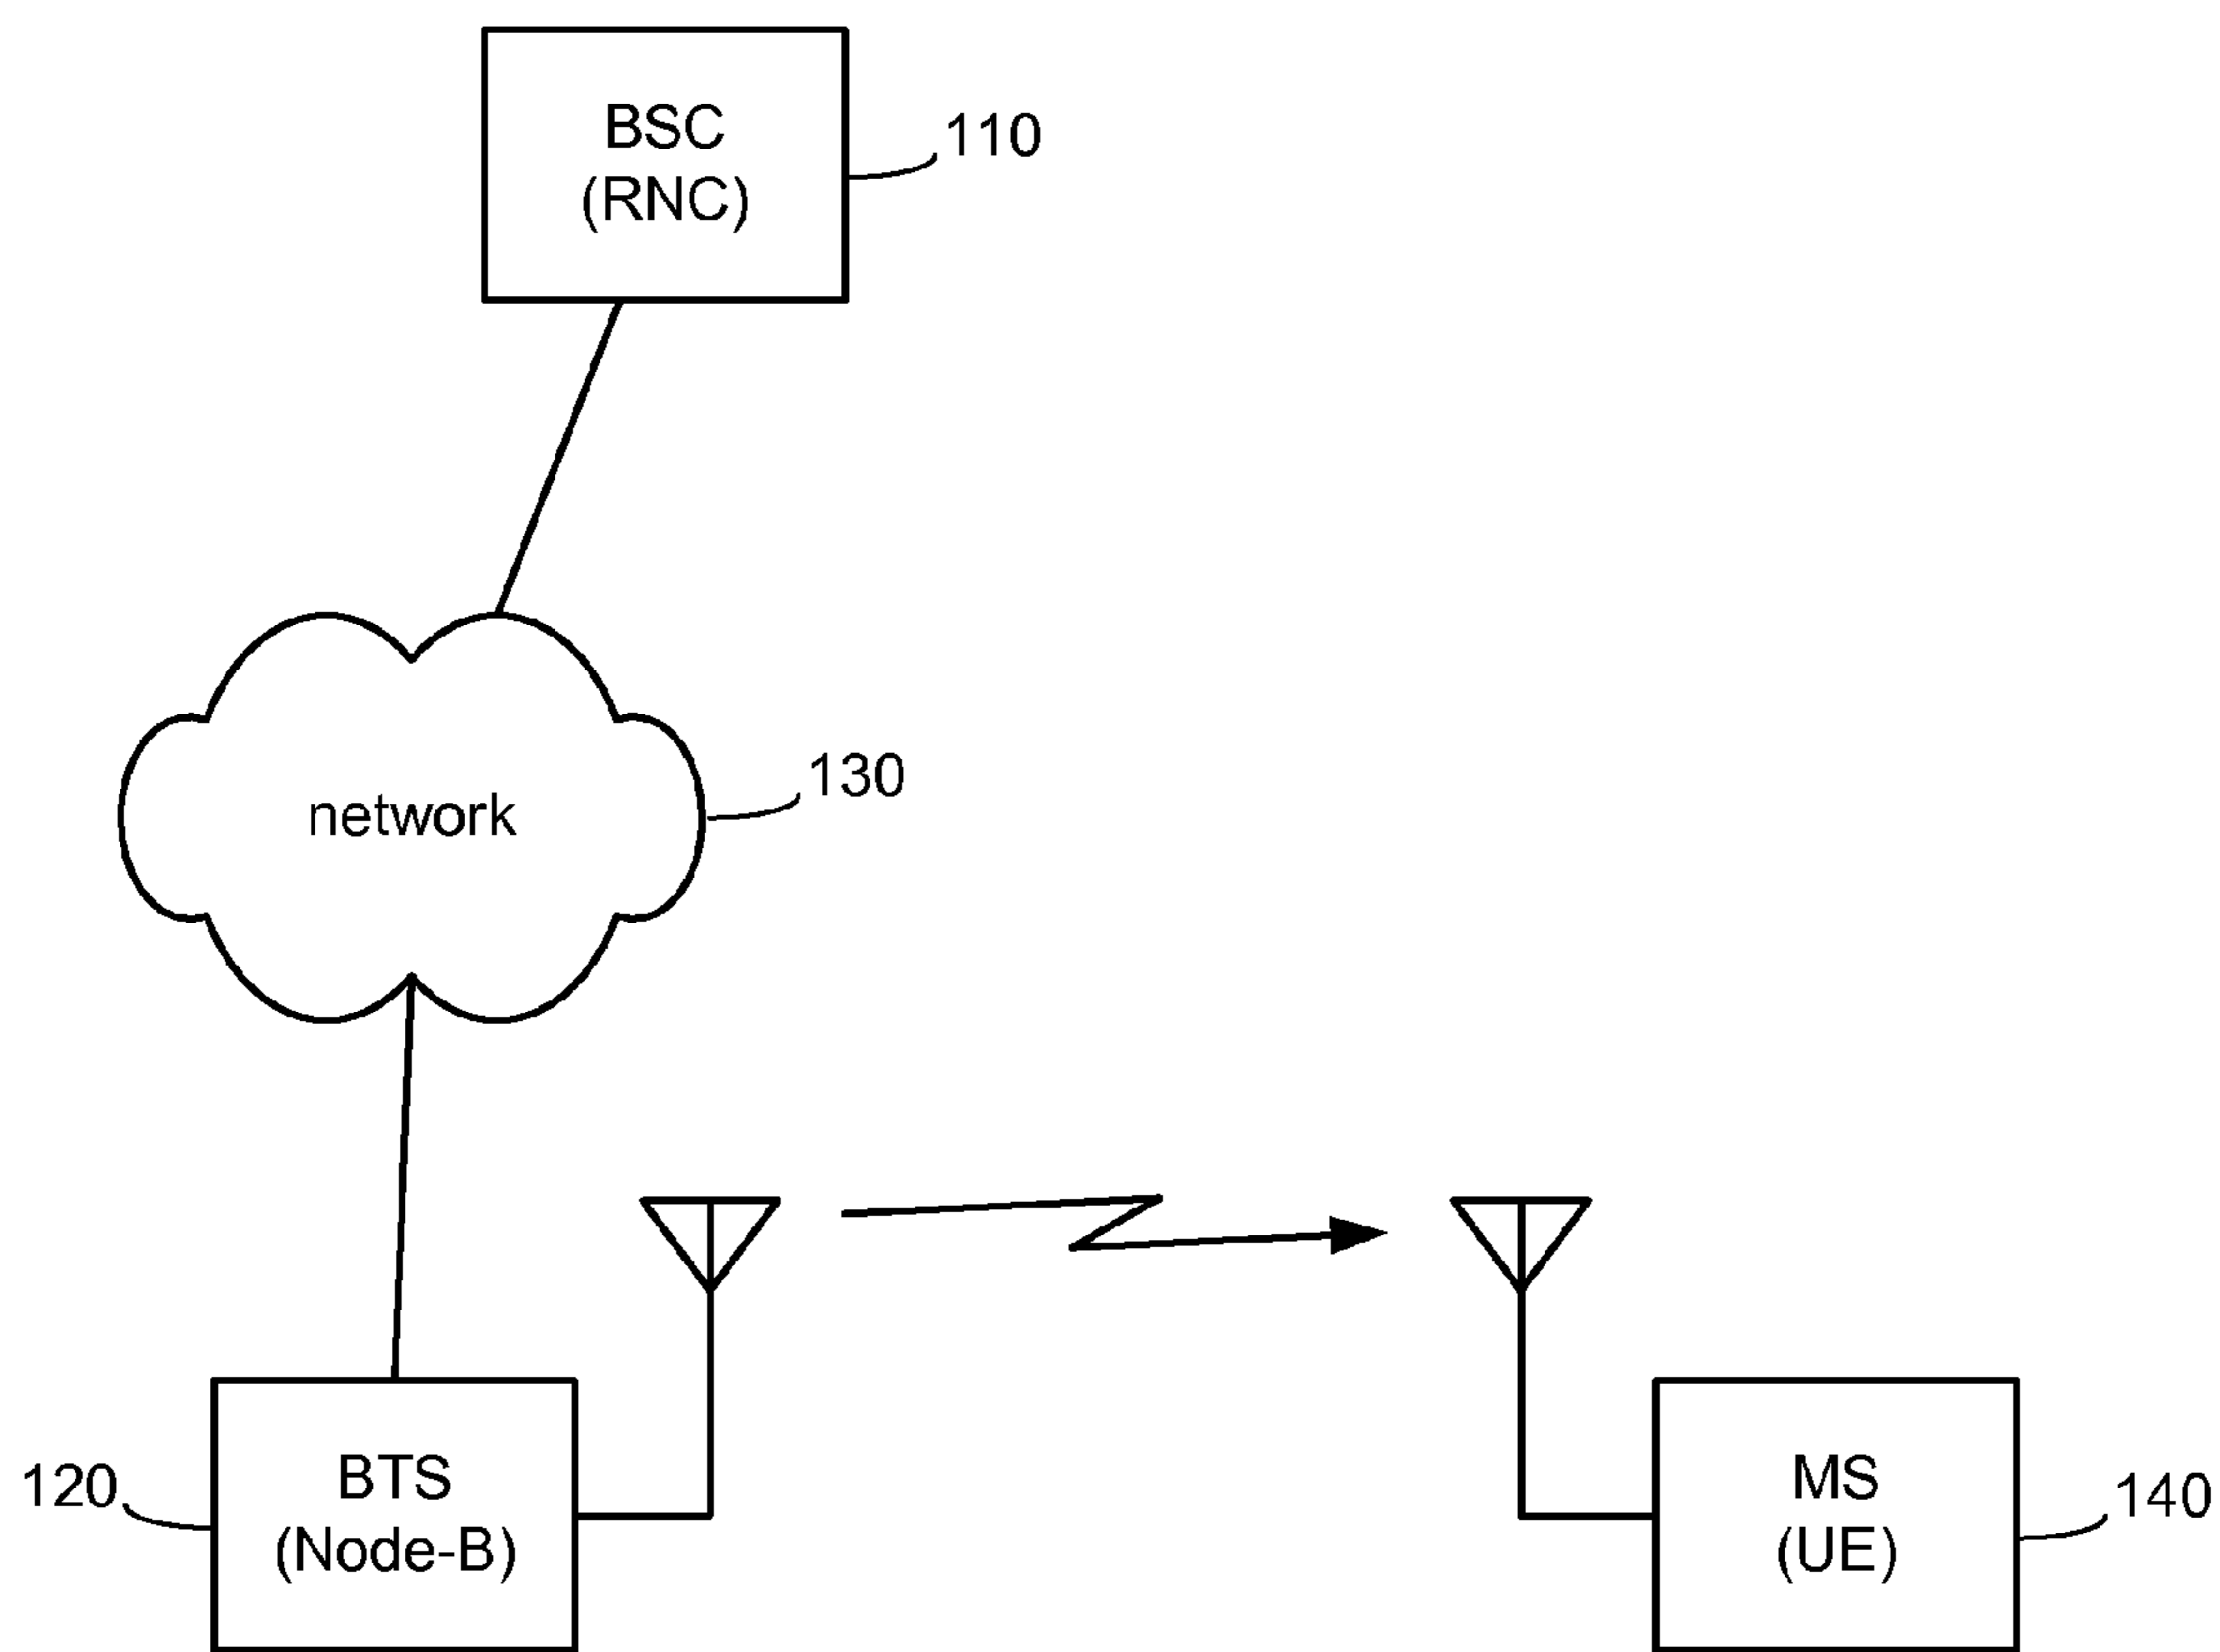 BSC
(RNC)
110
network
130
120
BTS
(Node-B)
MS
(UE)
140